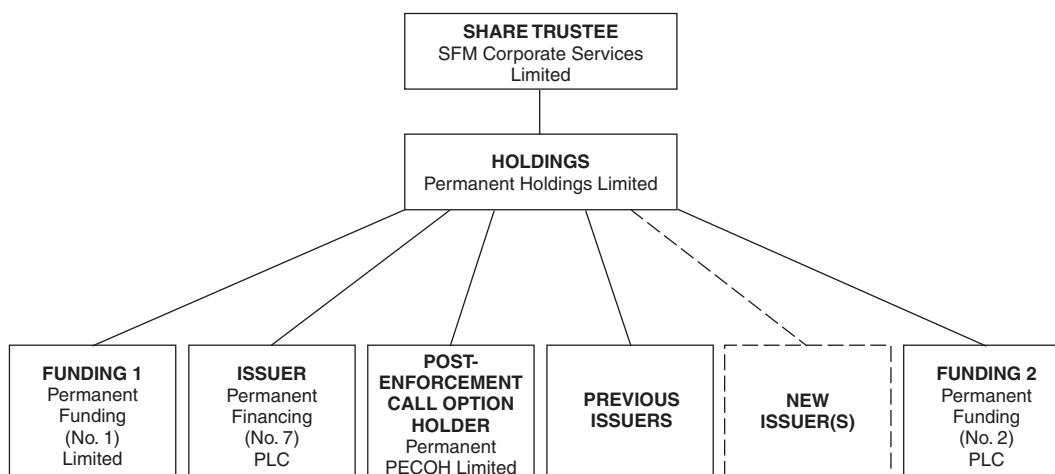 SHARE TRUSTEE
SFM Corporate Services
Limited
HOLDINGS
Permanent Holdings Limited
FUNDING 1
Permanent
Funding
(No. 1)
Limited
ISSUER
Permanent
Financing
(No. 7)
PLC
POST-
ENFORCEMENT
CALL OPTION
HOLDER
Permanent
PECOH Limited
PREVIOUS
ISSUERS
NEW
ISSUER(S)
FUNDING 2
Permanent
Funding
(No. 2)
PLC